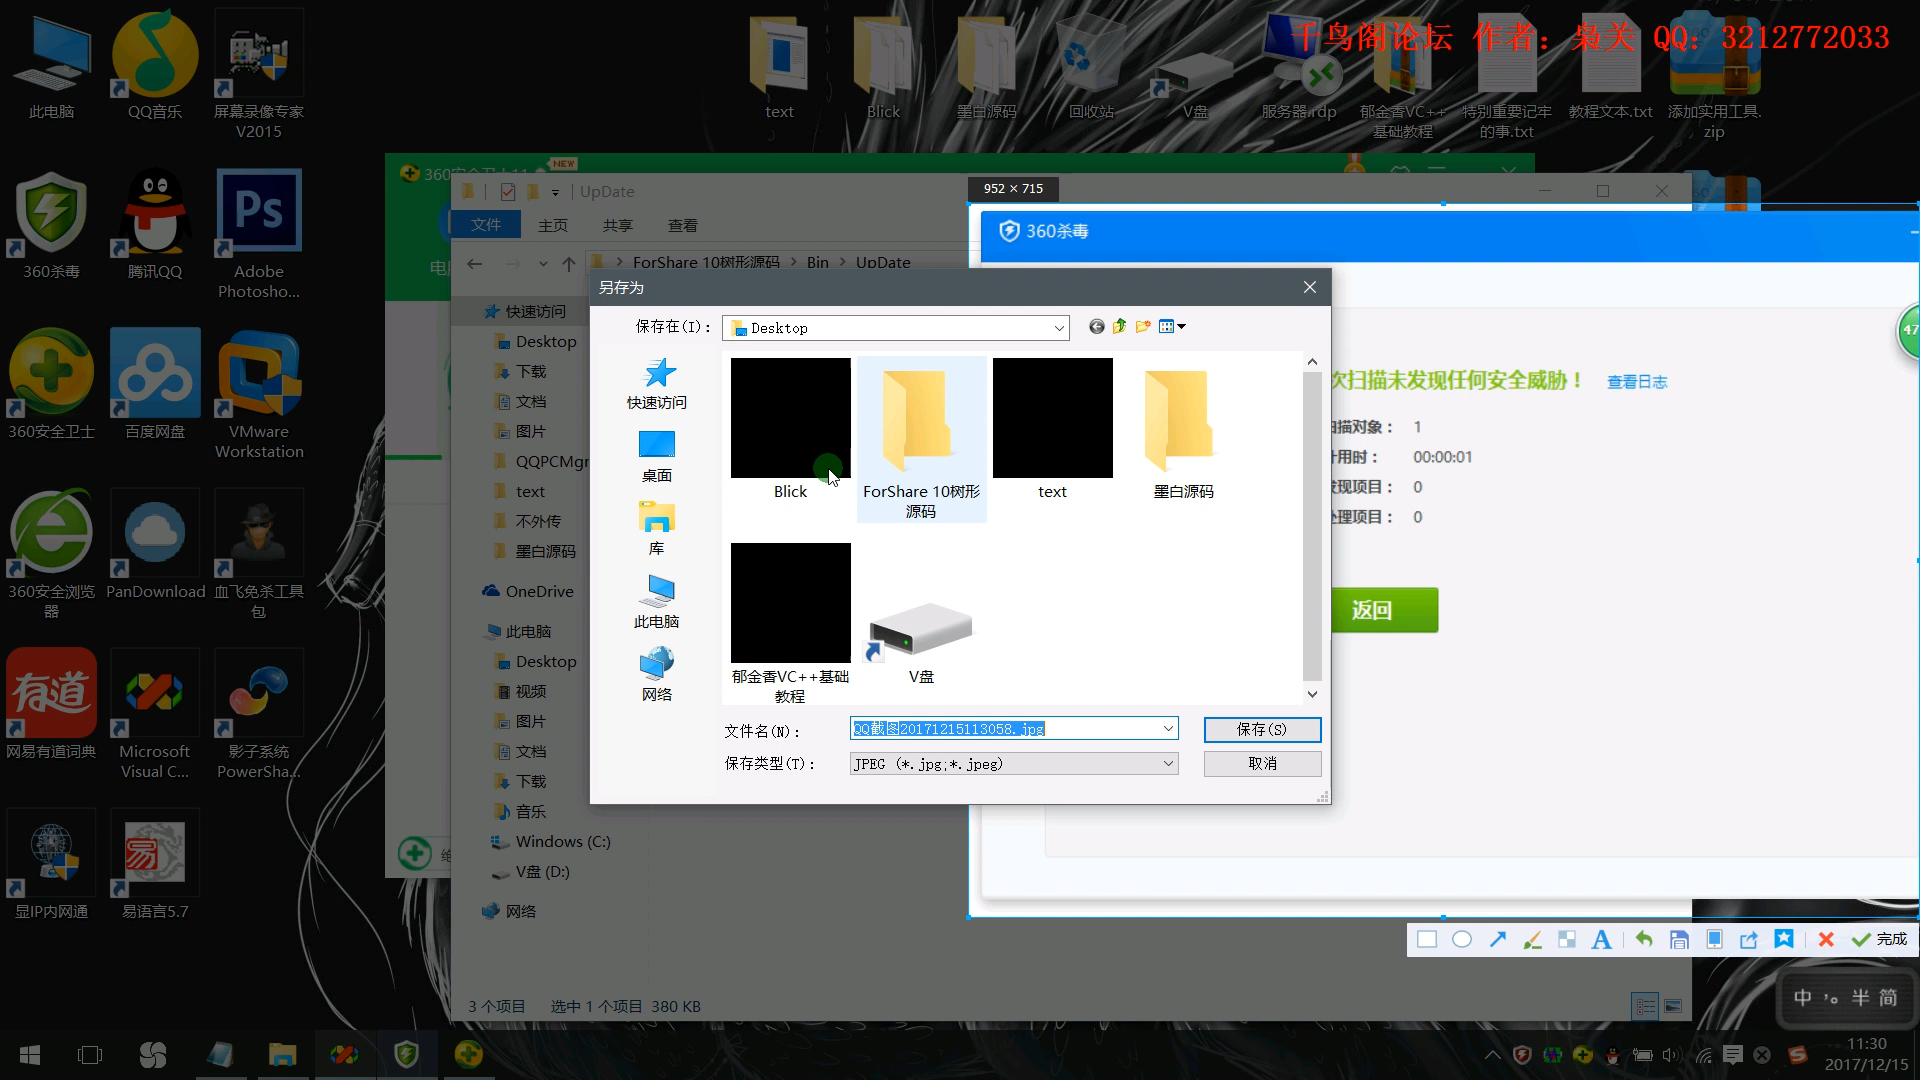 千鸟阁论坛 作者：枭关 QQ：3212772033
此电脑
QQ音乐
屏幕录像专家
V2015
text
Blick
墨白源码
回收站
V盘
服务器.rdp
郁金香VC++
基础教程
特别重要记牢
的事.txt
教程文本.txt
添加实用工具.
zip
360杀毒
腾讯QQ
Ps
Adobe
Photosho...
360安全卫士
百度网盘
VMware
Workstation
360安全浏览
器
PanDownload
血飞免杀工具
包
有道
网易有道词典
Microsoft
Visual C...
影子系统
PowerSha...
显IP内网通
易
易语言5.7
NEW
UpDate
文件
主页
共享
查看
ForShare 10树形源码
Bin
UpDate
快速访问
Desktop
下载
文档
图片
QQPCMgr
text
不外传
墨白源码
OneDrive
此电脑
Desktop
视频
图片
文档
下载
音乐
Windows (C:)
V盘 (D:)
网络
3 个项目
选中 1 个项目 380 KB
另存为
保存在(I)：
Desktop
快速访问
桌面
库
此电脑
网络
Blick
ForShare 10树形
源码
text
墨白源码
郁金香VC++基础
教程
V盘
文件名(N)：
QQ截图20171215113058.jpg
保存(S)
保存类型(T)：
JPEG (*.jpg;*.jpeg)
取消
952 × 715
360杀毒
次扫描未发现任何安全威胁！
查看日志
描对象：
1
用时：
00:00:01
现项目：
0
处理项目：
0
返回
47
A
完成
中 半 简
11:30
2017/12/15